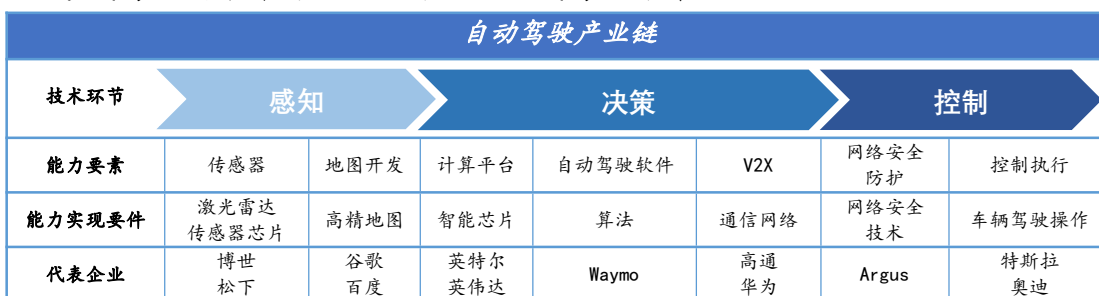 自动驾驶产业链
技术环节 感知 决策 控制
能力要素 传感器 地图开发 计算平台 自动驾驶软件 V2X 网络安全防护 控制执行
能力实现要件 激光雷达 传感器芯片 高精地图 智能芯片 算法 通信网络 网络安全技术 车辆驾驶操作
代表企业 博世 松下 谷歌 百度 英特尔 英伟达 Waymo 高通 华为 Argus 特斯拉 奥迪